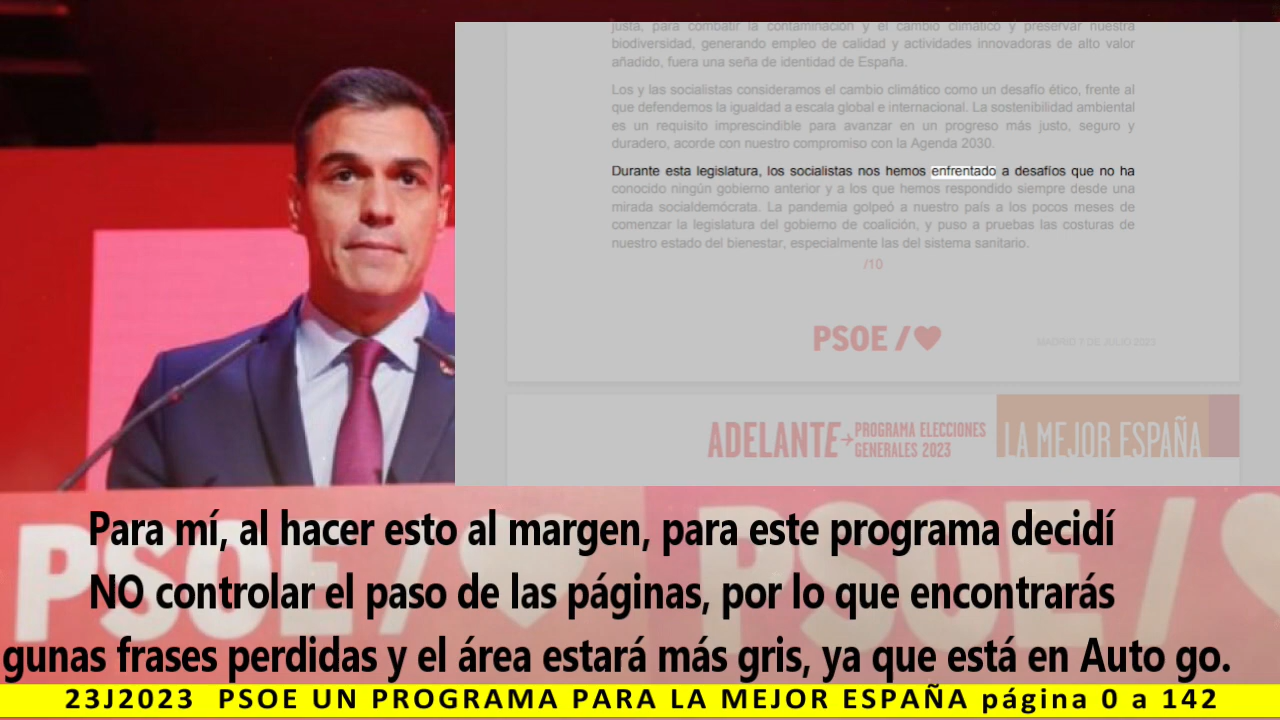 justa, para combatir la contaminación y el cambio climático y preservar nuestra
biodiversidad, generando empleo de calidad y actividades innovadoras de alto valor
añadido, fuera una seña de identidad de España.
Los y las socialistas consideramos el cambio climático como un desafío ético, frente al
que defendemos la igualdad a escala global e internacional. La sostenibilidad ambiental
es un requisito imprescindible para avanzar en un progreso más justo, seguro y
duradero, acorde con nuestro compromiso con la Agenda 2030.
Durante esta legislatura, los socialistas nos hemos enfrentado a desafíos que no ha
conocido ningún gobierno anterior y a los que hemos respondido siempre desde una
mirada socialdemócrata. La pandemia golpeó a nuestro país a los pocos meses de
comenzar la legislatura del gobierno de coalición, y puso a pruebas las costuras de
nuestro estado del bienestar, especialmente las del sistema sanitario.
/10
PSOE /
MADRID 7 DE JULIO 2023
ADELANTE → PROGRAMA ELECCIONES
GENERALES 2023
LA MEJOR ESPAÑA
PSOE / PSOE /
Para mí, al hacer esto al margen, para este programa decidí
NO controlar el paso de las páginas, por lo que encontrarás
gunas frases perdidas y el área estará más gris, ya que está en Auto go.
23J2023 PSOE UN PROGRAMA PARA LA MEJOR ESPAÑA página 0 a 142